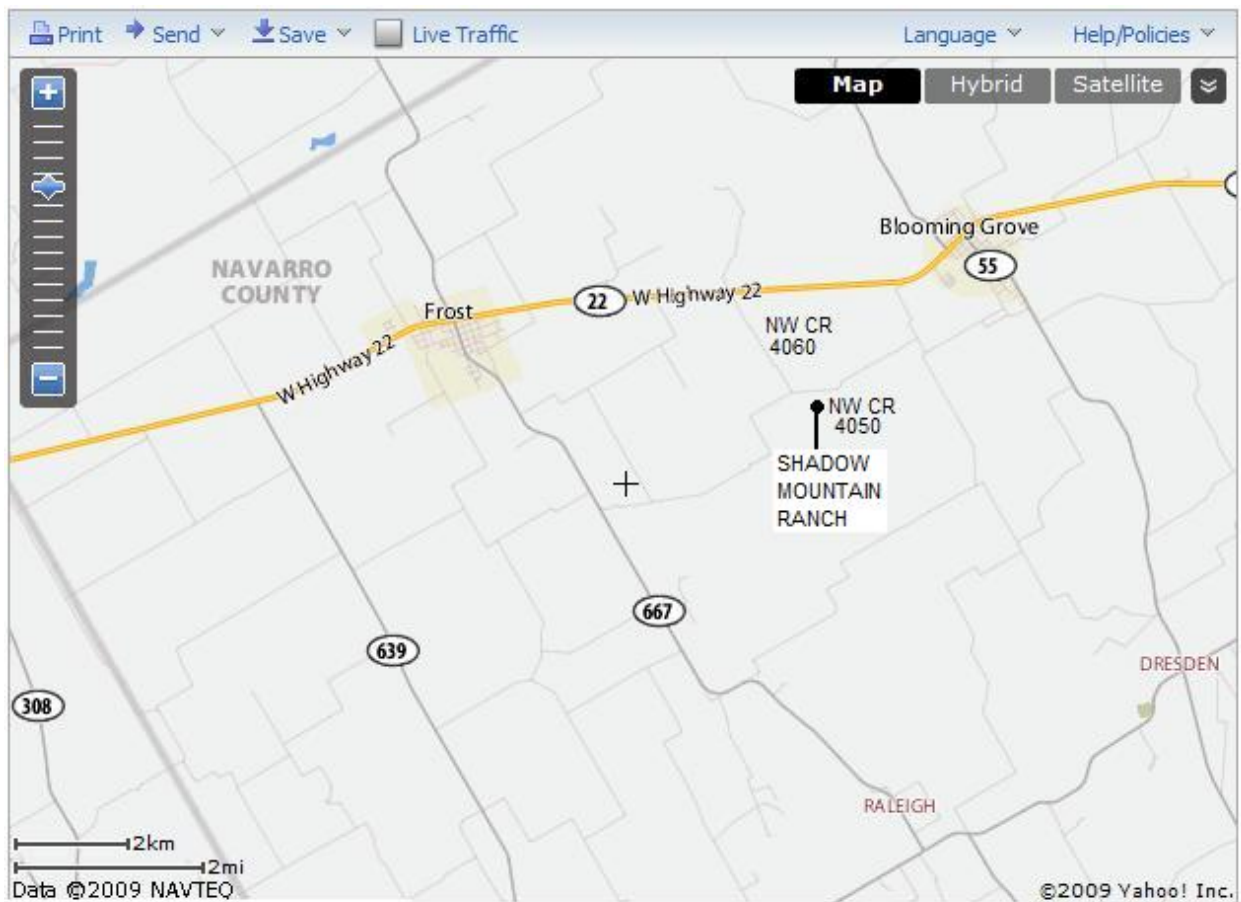 Print Send Save Live Traffic Language Help/Policies
Map Hybrid Satellite
Blooming Grove
NAVARRO
COUNTY
55
22 W Highway 22
Frost
NW CR
4060
W Highway 22
NW CR
4050
SHADOW
MOUNTAIN
RANCH
667
639
DRESDEN
308
RALEIGH
2km
2mi
Data ©2009 NAVTEQ
©2009 Yahoo! Inc.